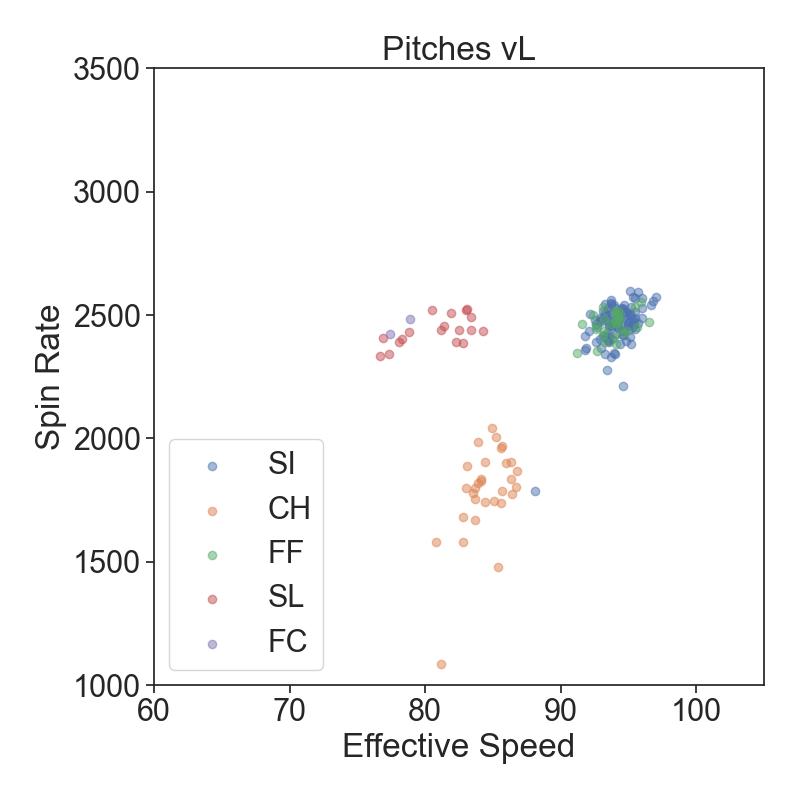 Pitches vL
3500
3000
2500
2000
1500
1000
Spin Rate
SI
CH
FF
SL
FC
60 70 80 90 100
Effective Speed